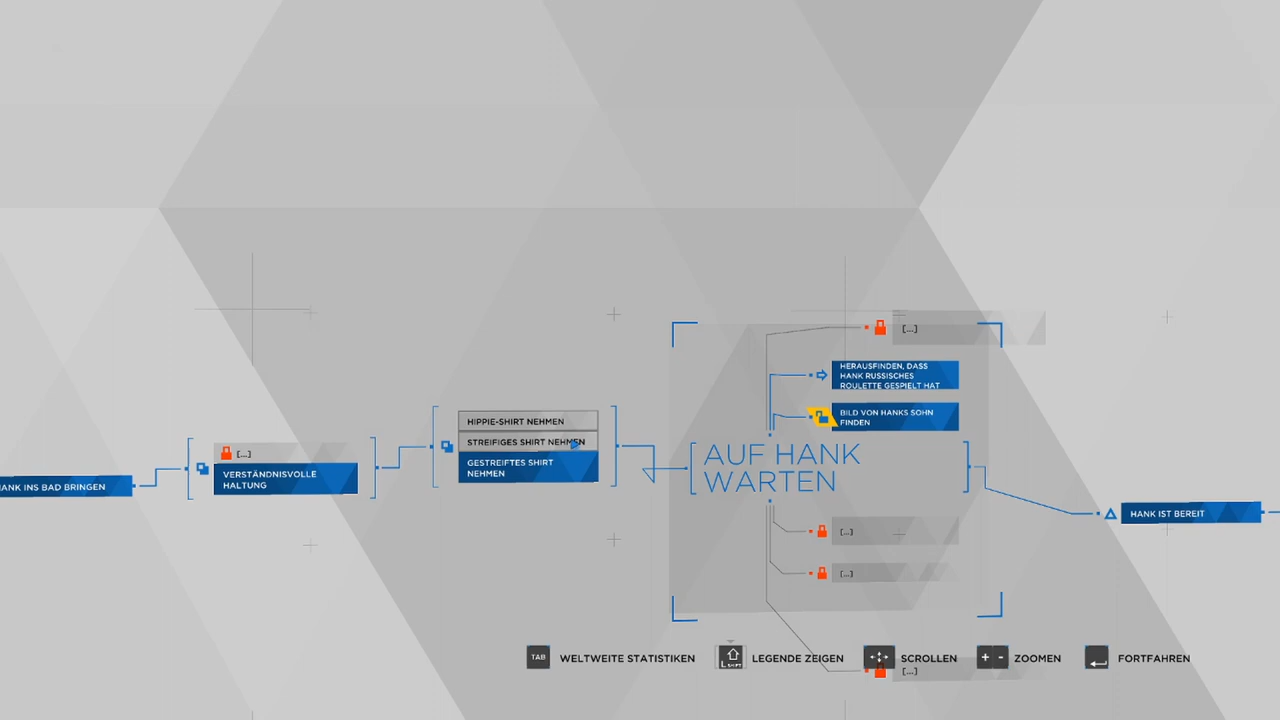 [...]
HERAUSFINDEN, DASS
HANK RUSSISCHES
ROULETTE GESPIELT HAT
BILD VON HANKS SOHN
FINDEN
HIPPIE-SHIRT NEHMEN
STREIFIGES SHIRT NEHMEN
GESTREIFTES SHIRT
NEHMEN
[...]
VERSTÄNDNISVOLLE
HALTUNG
HANK INS BAD BRINGEN
AUF HANK
WARTEN
HANK IST BEREIT
[...]
[...]
[...]
TAB WELTWEITE STATISTIKEN
L SHIFT LEGENDE ZEIGEN
SCROLLEN
+ - ZOOMEN
FORTFAHREN